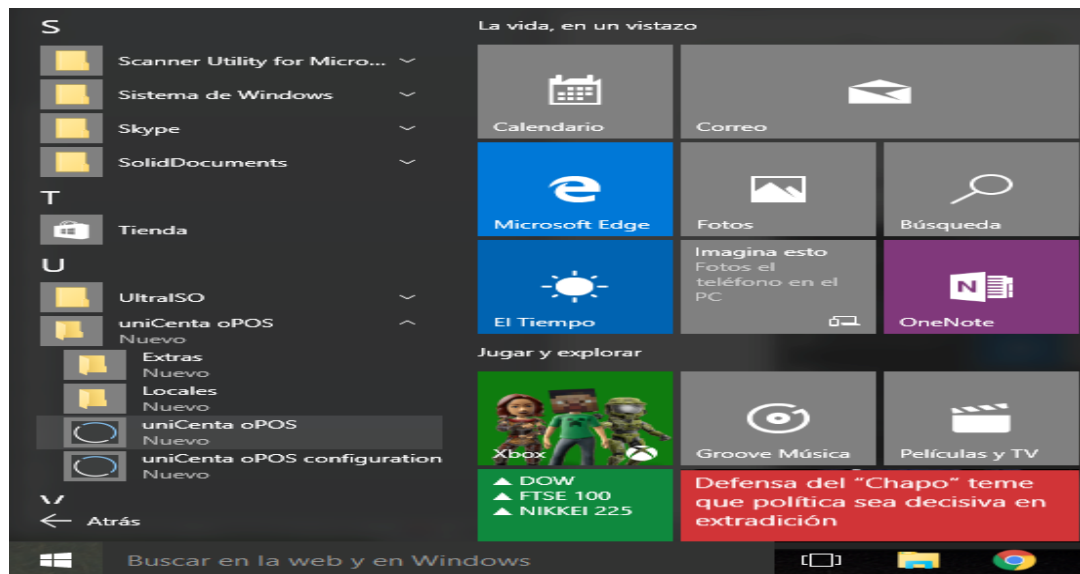 S
Scanner Utility for Micro...
Sistema de Windows
Skype
SolidDocuments
T
Tienda
U
UltraISO
uniCenta oPOS
Nuevo
Extras
Nuevo
Locales
Nuevo
uniCenta oPOS
Nuevo
uniCenta oPOS configuration
Nuevo
Atrás
La vida, en un vistazo
Calendario
Correo
Microsoft Edge
Fotos
Búsqueda
El Tiempo
Imagina esto
Fotos el
teléfono en el
PC
OneNote
Jugar y explorar
Xbox
Groove Música
Películas y TV
DOW
FTSE 100
NIKKEI 225
Defensa del "Chapo" teme
que política sea decisiva en
extradición
Buscar en la web y en Windows